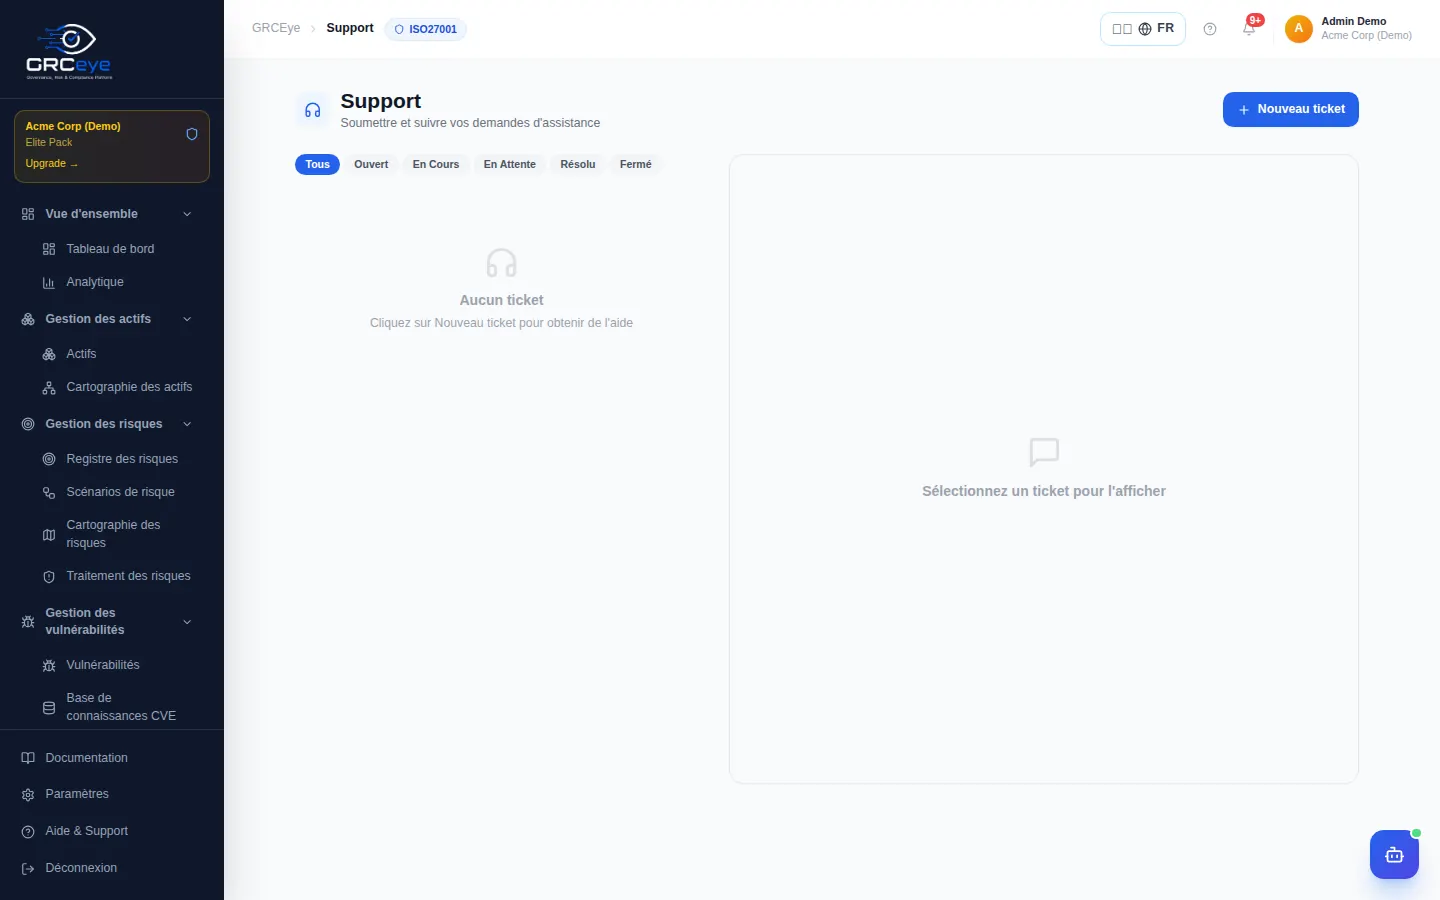 GRCeye
Governance, Risk & Compliance Platform
Acme Corp (Demo)
Elite Pack
Upgrade →
Vue d'ensemble
Tableau de bord
Analytique
Gestion des actifs
Actifs
Cartographie des actifs
Gestion des risques
Registre des risques
Scénarios de risque
Cartographie des
risques
Traitement des risques
Gestion des
vulnérabilités
Vulnérabilités
Base de
connaissances CVE
Documentation
Paramètres
Aide & Support
Déconnexion
GRCEye > Support ISO27001
FR
9+
A
Admin Demo
Acme Corp (Demo)
Support
Soumettre et suivre vos demandes d'assistance
+ Nouveau ticket
Tous Ouvert En Cours En Attente Résolu Fermé
Aucun ticket
Cliquez sur Nouveau ticket pour obtenir de l'aide
Sélectionnez un ticket pour l'afficher